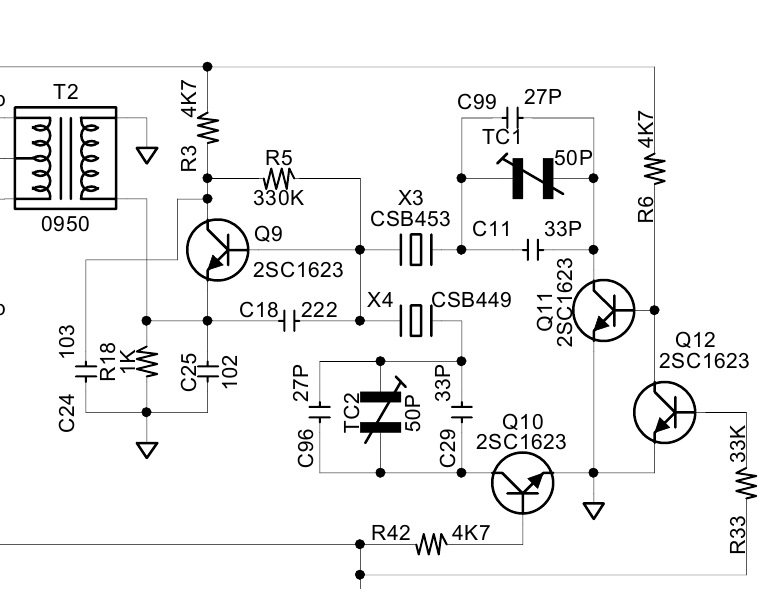 T2
0950
4K7
R3
R5
330K
Q9
2SC1623
C99
27P
TC1
50P
X3
CSB453
C11
33P
4K7
R6
Q11
2SC1623
C18
222
X4
CSB449
Q12
2SC1623
103
C24
R18
1K
C25
102
27P
C96
TC2
50P
33P
C29
Q10
2SC1623
33K
R33
R42
4K7